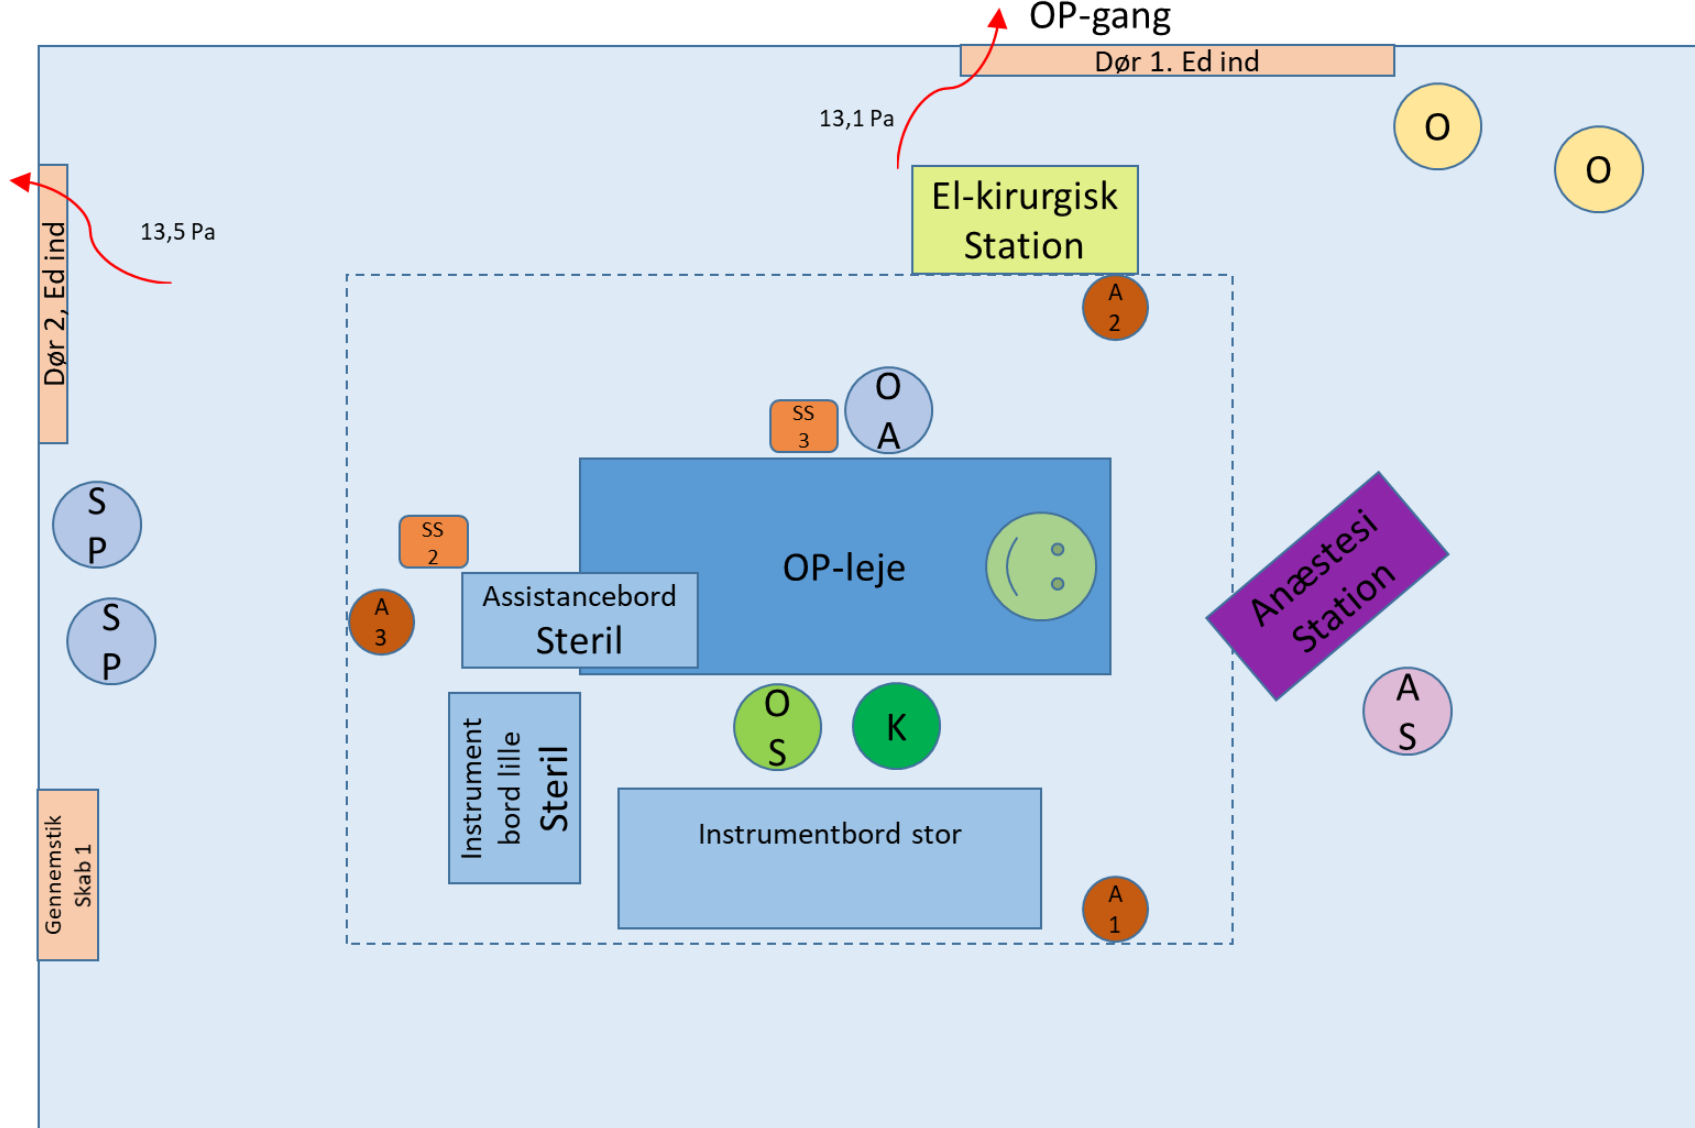 OP-gang
Dør 1. Ed ind
13,1 Pa
O
O
El-kirurgisk
Station
Dør 2, Ed ind
13,5 Pa
A
2
O
A
SS
3
S
P
SS
2
OP-leje
Anæstesi
Station
Assistancebord
Steril
A
3
S
P
O
S
K
A
S
Instrument
bord lille
Steril
Instrumentbord stor
Gennemstik
Skab 1
A
1